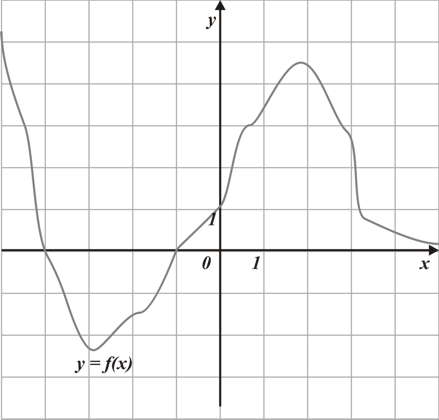 y
1
0 1 x
y = f(x)